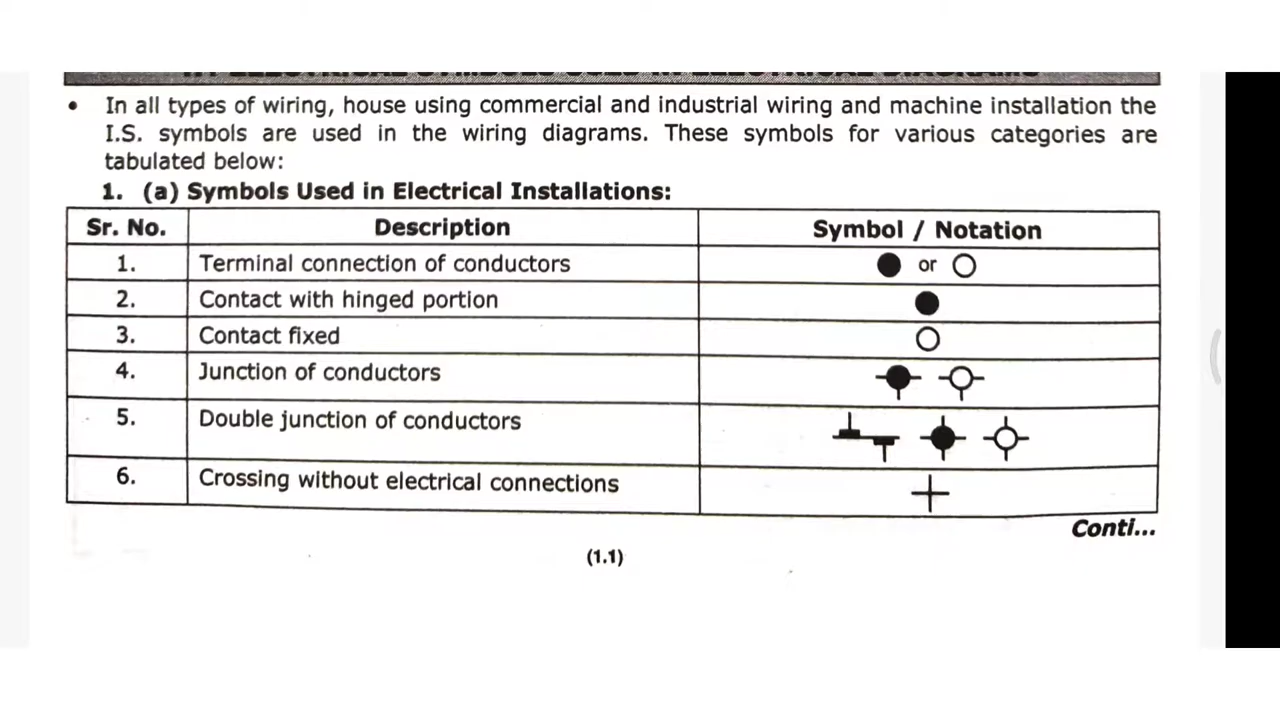 In all types of wiring, house using commercial and industrial wiring and machine installation the
I.S. symbols are used in the wiring diagrams. These symbols for various categories are
tabulated below:
1. (a) Symbols Used in Electrical Installations:
Sr. No. Description Symbol / Notation
1. Terminal connection of conductors or
2. Contact with hinged portion
3. Contact fixed
4. Junction of conductors
5. Double junction of conductors
6. Crossing without electrical connections
Conti...
(1.1)